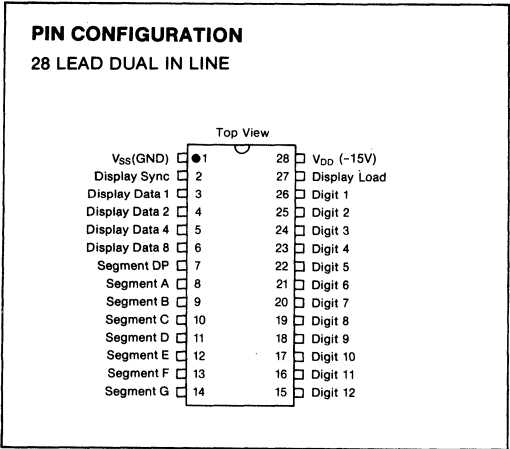 PIN CONFIGURATION
28 LEAD DUAL IN LINE
Top View
VSS(GND) 1 28 VDD (-15V)
Display Sync 2 27 Display Load
Display Data 1 3 26 Digit 1
Display Data 2 4 25 Digit 2
Display Data 4 5 24 Digit 3
Display Data 8 6 23 Digit 4
Segment DP 7 22 Digit 5
Segment A 8 21 Digit 6
Segment B 9 20 Digit 7
Segment C 10 19 Digit 8
Segment D 11 18 Digit 9
Segment E 12 17 Digit 10
Segment F 13 16 Digit 11
Segment G 14 15 Digit 12